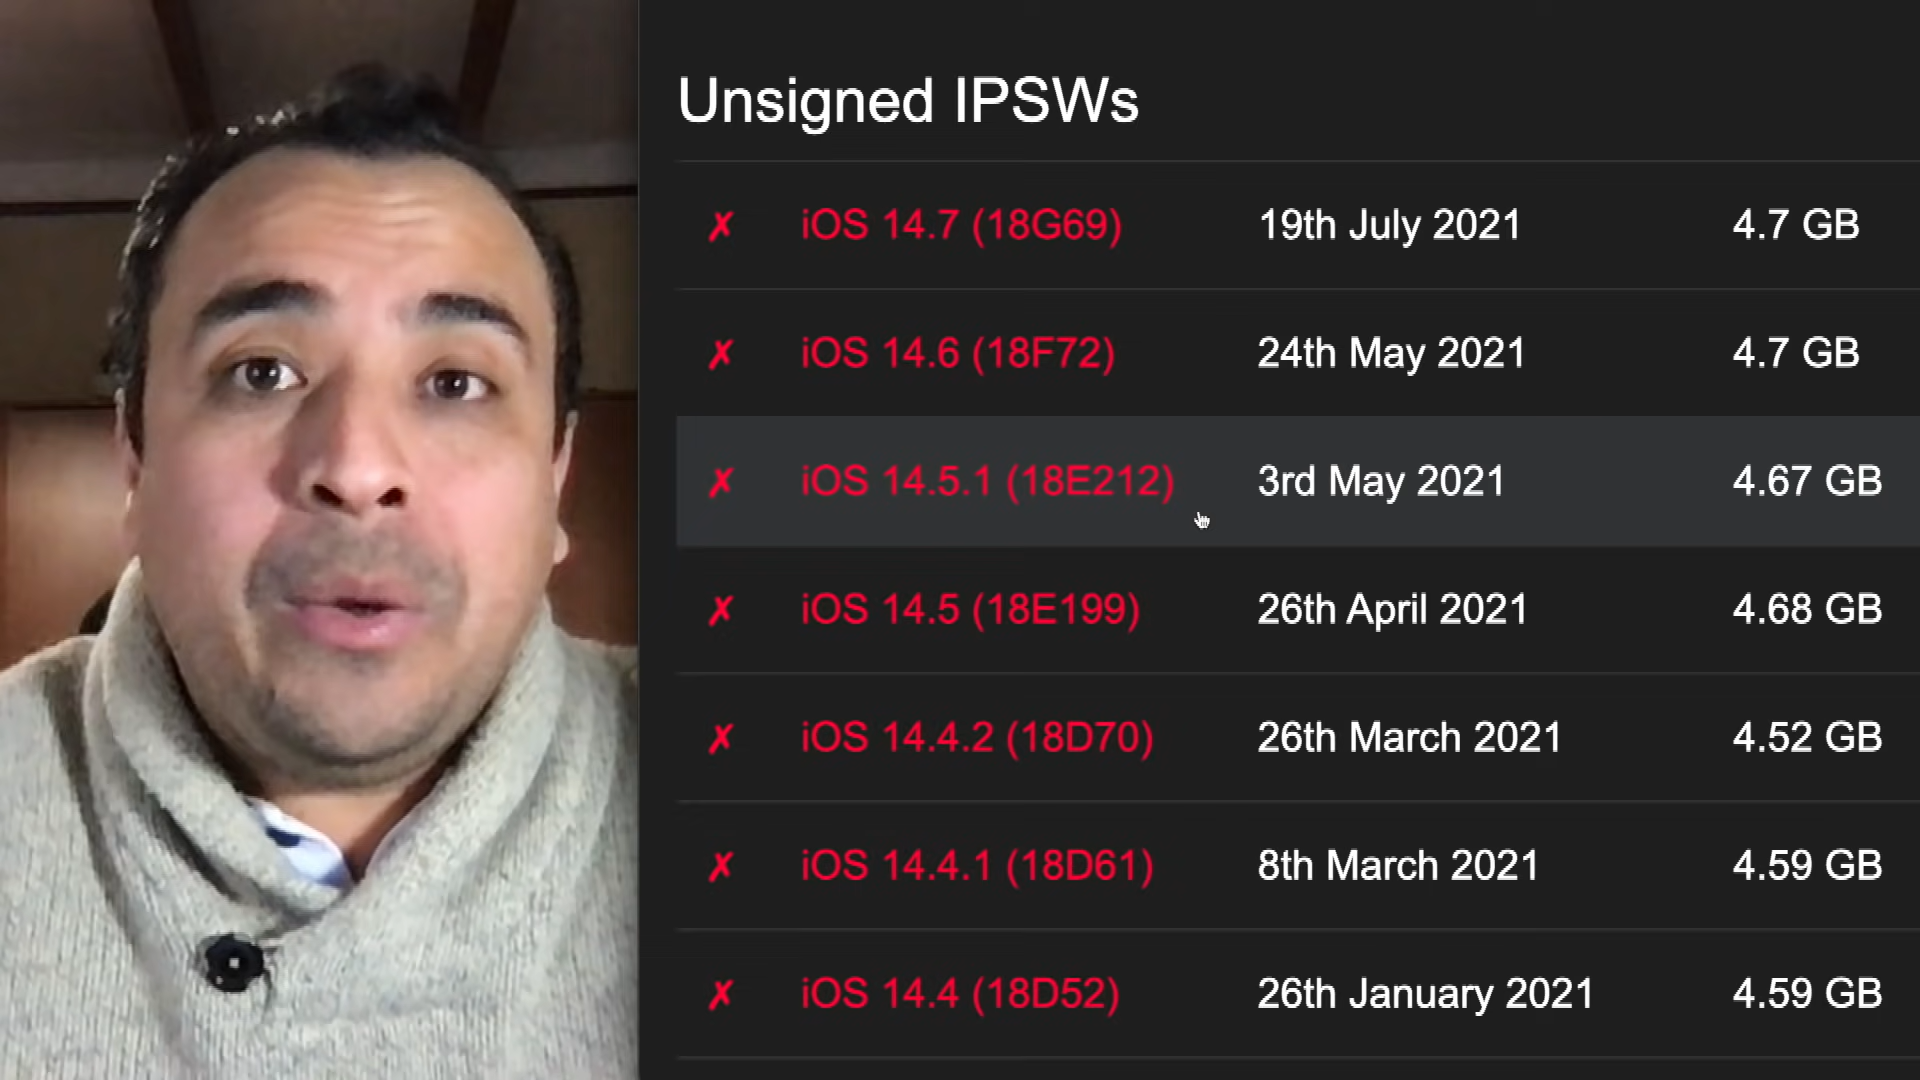 Unsigned IPSWs
✗ iOS 14.7 (18G69) 19th July 2021 4.7 GB
✗ iOS 14.6 (18F72) 24th May 2021 4.7 GB
✗ iOS 14.5.1 (18E212) 3rd May 2021 4.67 GB
✗ iOS 14.5 (18E199) 26th April 2021 4.68 GB
✗ iOS 14.4.2 (18D70) 26th March 2021 4.52 GB
✗ iOS 14.4.1 (18D61) 8th March 2021 4.59 GB
✗ iOS 14.4 (18D52) 26th January 2021 4.59 GB